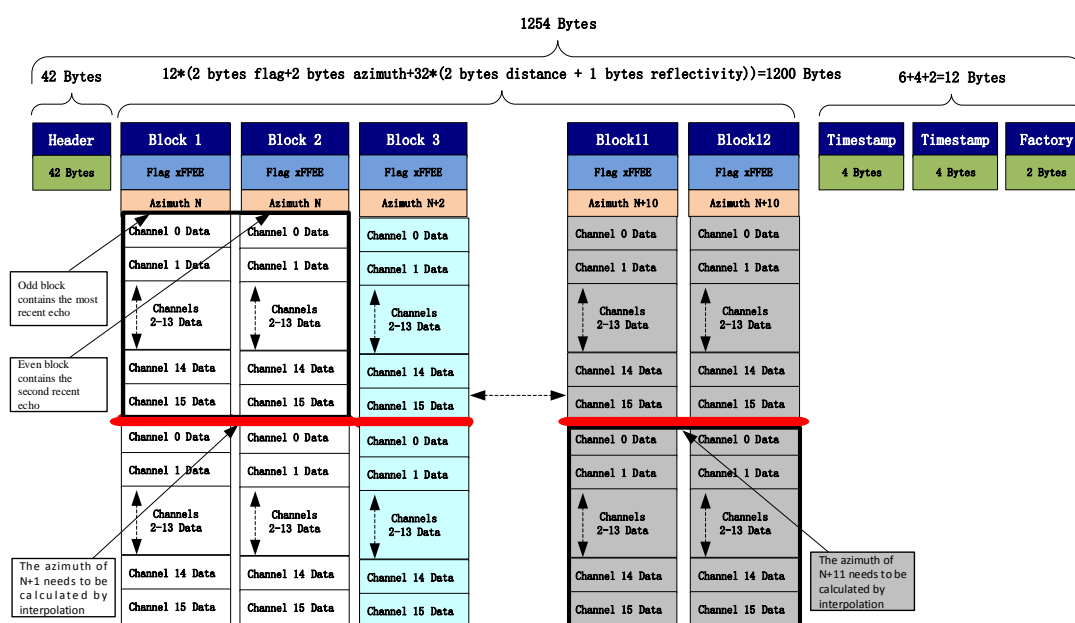 1254 Bytes
42 Bytes
12*(2 bytes flag+2 bytes azimuth+32*(2 bytes distance + 1 bytes reflectivity))=1200 Bytes
6+4+2=12 Bytes
Header
42 Bytes
Block 1
Flag xFFEE
Azimuth N
Channel 0 Data
Channel 1 Data
Channels
2-13 Data
Channel 14 Data
Channel 15 Data
Channel 0 Data
Channel 1 Data
Channels
2-13 Data
Channel 14 Data
Channel 15 Data
Block 2
Flag xFFEE
Azimuth N
Channel 0 Data
Channel 1 Data
Channels
2-13 Data
Channel 14 Data
Channel 15 Data
Channel 0 Data
Channel 1 Data
Channels
2-13 Data
Channel 14 Data
Channel 15 Data
Block 3
Flag xFFEE
Azimuth N+2
Channel 0 Data
Channel 1 Data
Channels
2-13 Data
Channel 14 Data
Channel 15 Data
Channel 0 Data
Channel 1 Data
Channels
2-13 Data
Channel 14 Data
Channel 15 Data
Block11
Flag xFFEE
Azimuth N+10
Channel 0 Data
Channel 1 Data
Channels
2-13 Data
Channel 14 Data
Channel 15 Data
Channel 0 Data
Channel 1 Data
Channels
2-13 Data
Channel 14 Data
Channel 15 Data
Block12
Flag xFFEE
Azimuth N+10
Channel 0 Data
Channel 1 Data
Channels
2-13 Data
Channel 14 Data
Channel 15 Data
Channel 0 Data
Channel 1 Data
Channels
2-13 Data
Channel 14 Data
Channel 15 Data
Timestamp
4 Bytes
Timestamp
4 Bytes
Factory
2 Bytes
Odd block
contains the most
recent echo
Even block
contains the
second recent
echo
The azimuth of
N+1 needs to be
calculated by
interpolation
The azimuth of
N+11 needs to be
calculated by
interpolation